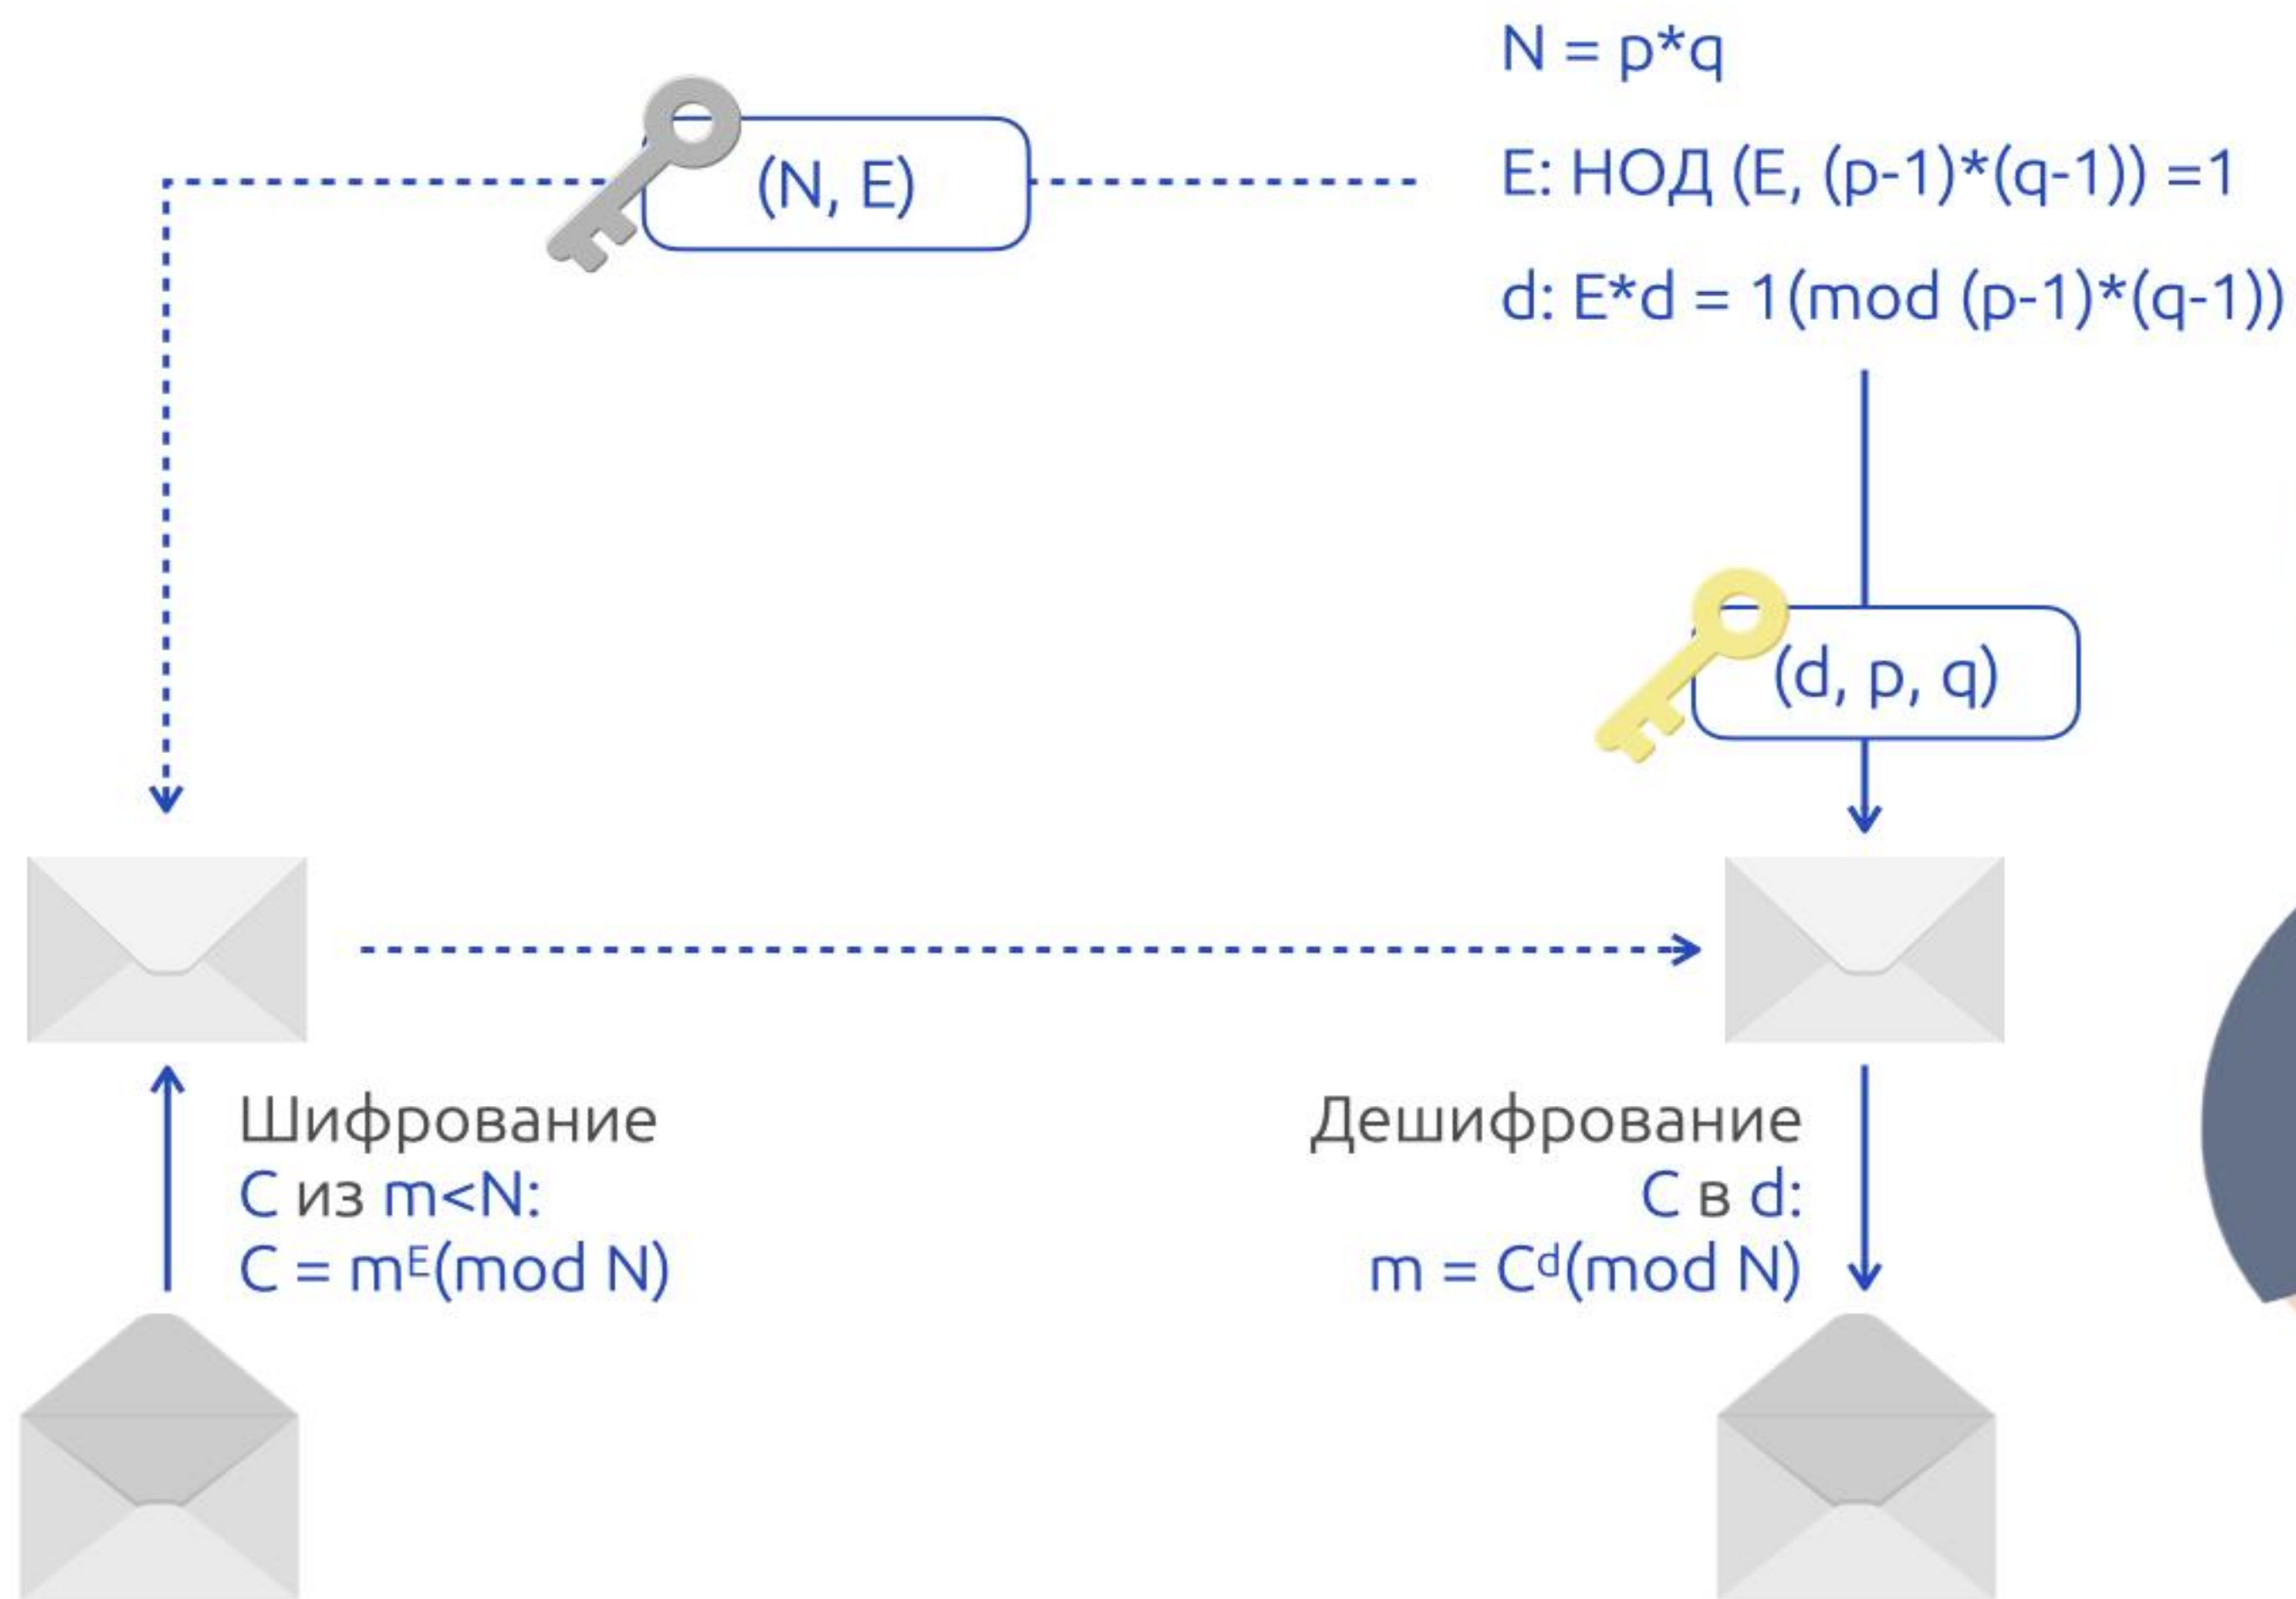 N = p*q
(N, E)
E: НОД (E, (p-1)*(q-1)) =1
d: E*d = 1(mod (p-1)*(q-1))
(d, p, q)
Шифрование
C из m<N:
C = mᴱ(mod N)
Дешифрование
C в d:
m = Cᵈ(mod N)